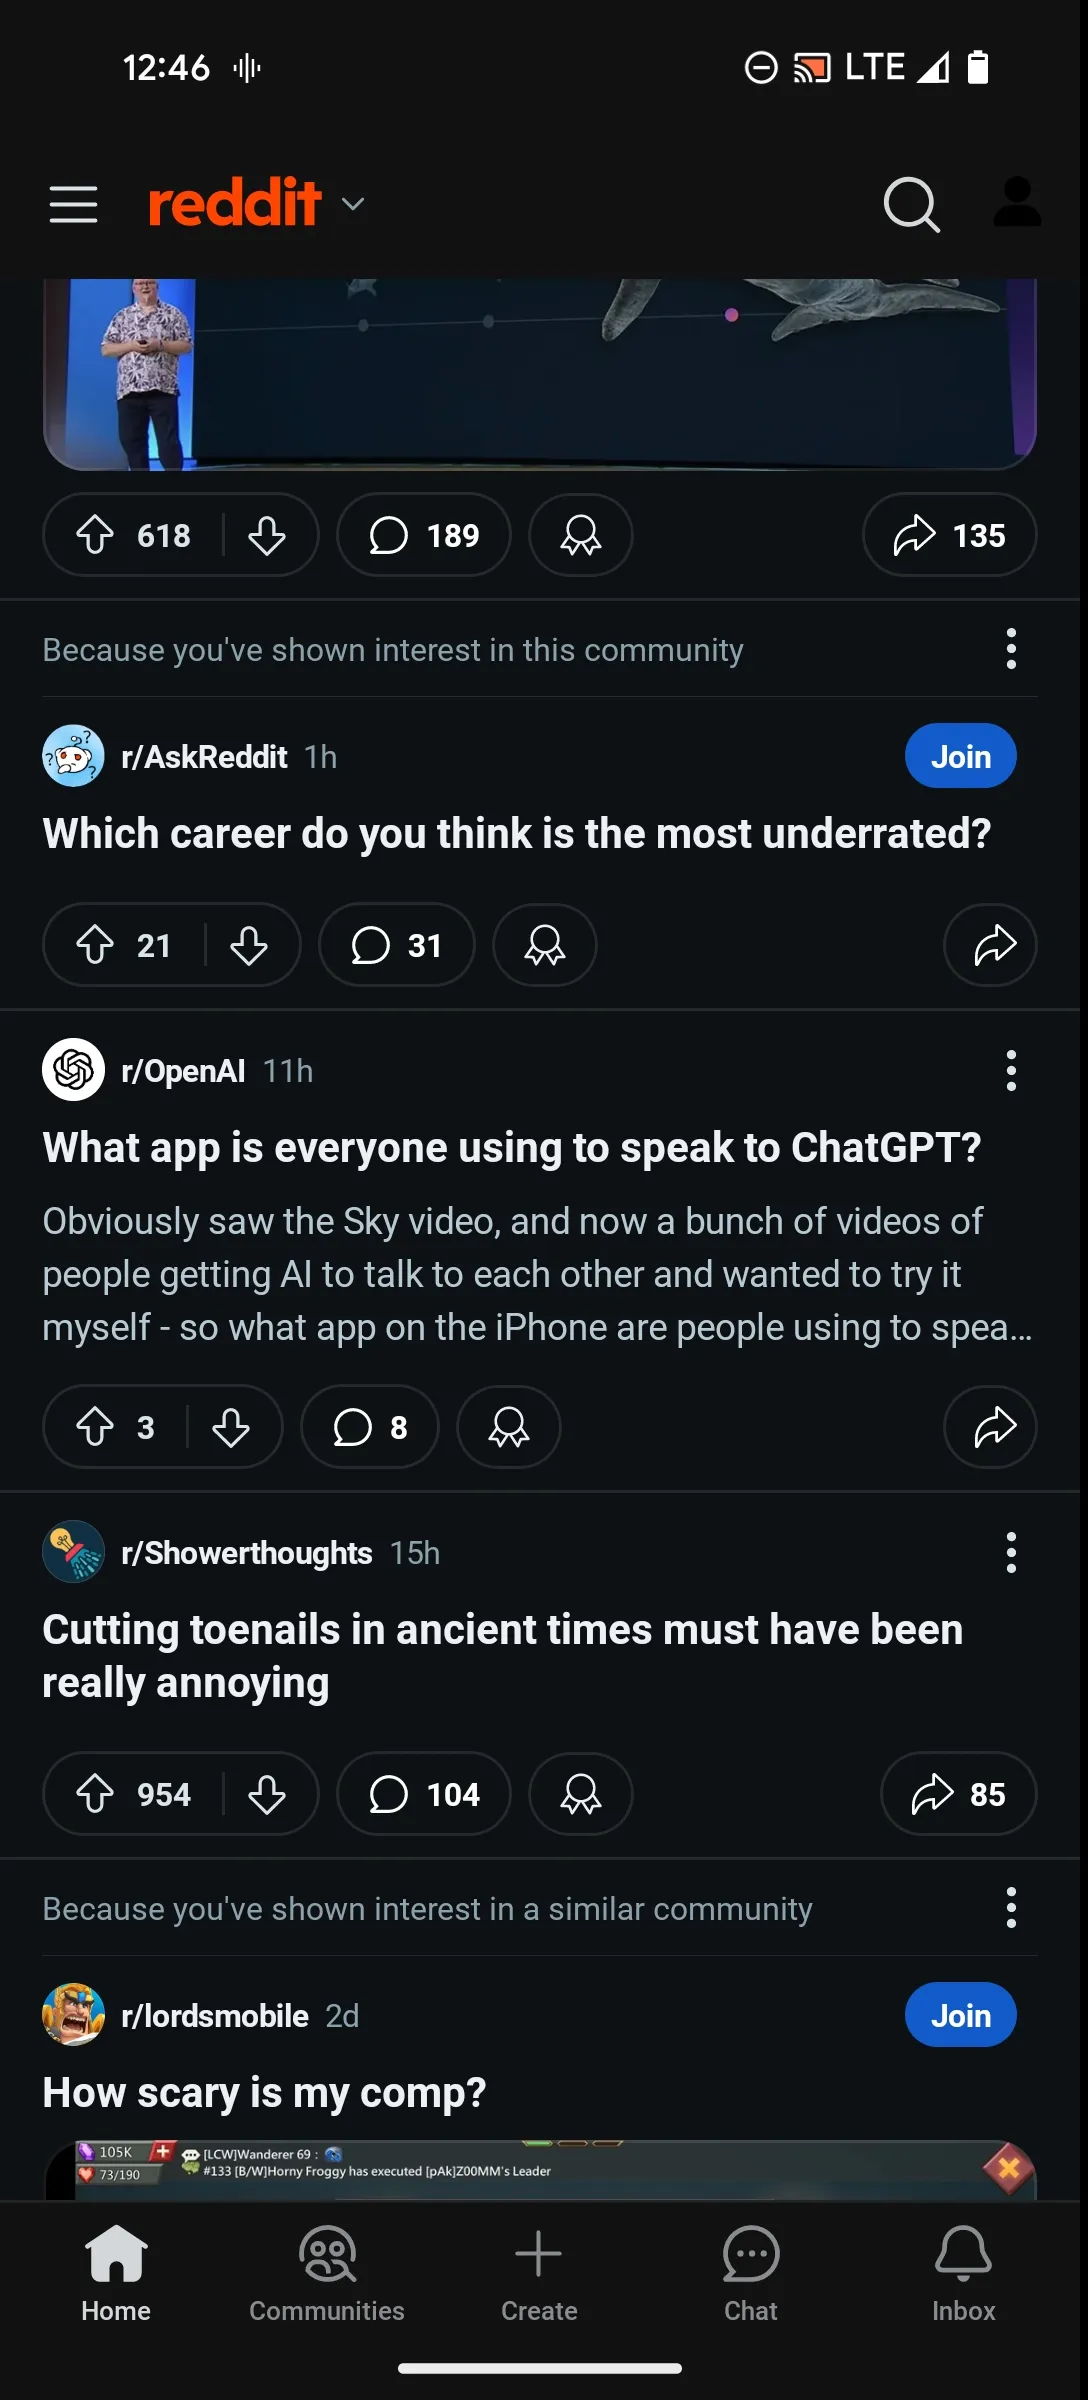 12:46 LTE
reddit
618 189 135
Because you've shown interest in this community
r/AskReddit 1h Join
Which career do you think is the most underrated?
21 31
r/OpenAI 11h
What app is everyone using to speak to ChatGPT?
Obviously saw the Sky video, and now a bunch of videos of
people getting AI to talk to each other and wanted to try it
myself - so what app on the iPhone are people using to spea...
3 8
r/Showerthoughts 15h
Cutting toenails in ancient times must have been
really annoying
954 104 85
Because you've shown interest in a similar community
r/lordsmobile 2d Join
How scary is my comp?
105K [LCW]Wanderer 69 :
73/190 #133 [B/W]Horny Froggy has executed [pAk]Z00MM's Leader
Home Communities Create Chat Inbox